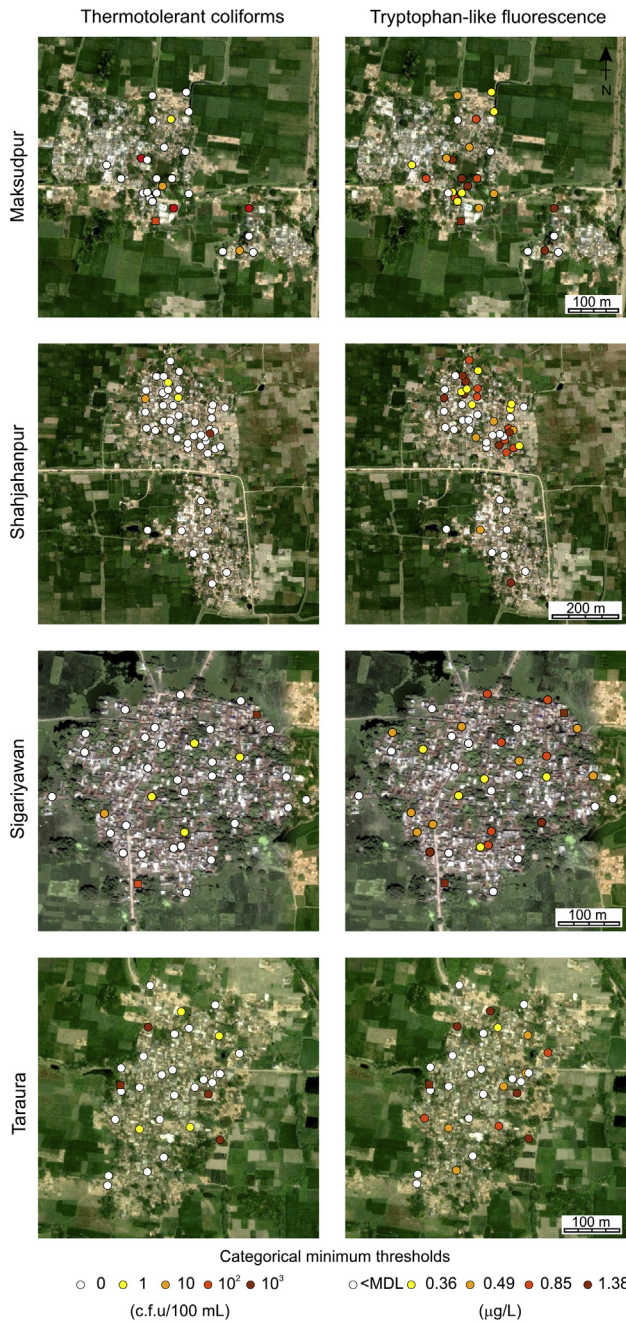 Thermotolerant coliforms
Tryptophan-like fluorescence
Maksudpur
N
100 m
Shahjahanpur
200 m
Sigariyawan
100 m
Taraura
100 m
Categorical minimum thresholds
0 1 10 10² 10³
<MDL 0.36 0.49 0.85 1.38
(c.f.u/100 mL)
(μg/L)